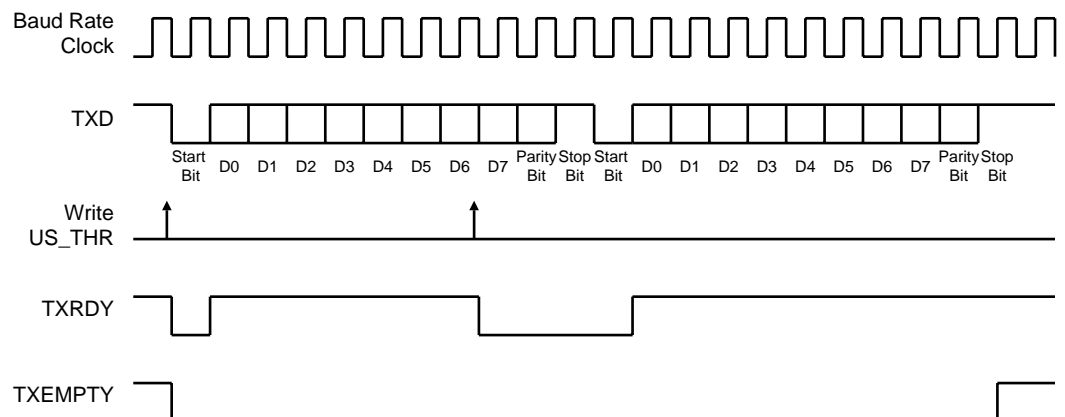 Baud Rate
Clock
TXD
Start Bit D0 D1 D2 D3 D4 D5 D6 D7 Parity Bit Stop Bit Start Bit D0 D1 D2 D3 D4 D5 D6 D7 Parity Bit Stop Bit
Write
US_THR
TXRDY
TXEMPTY